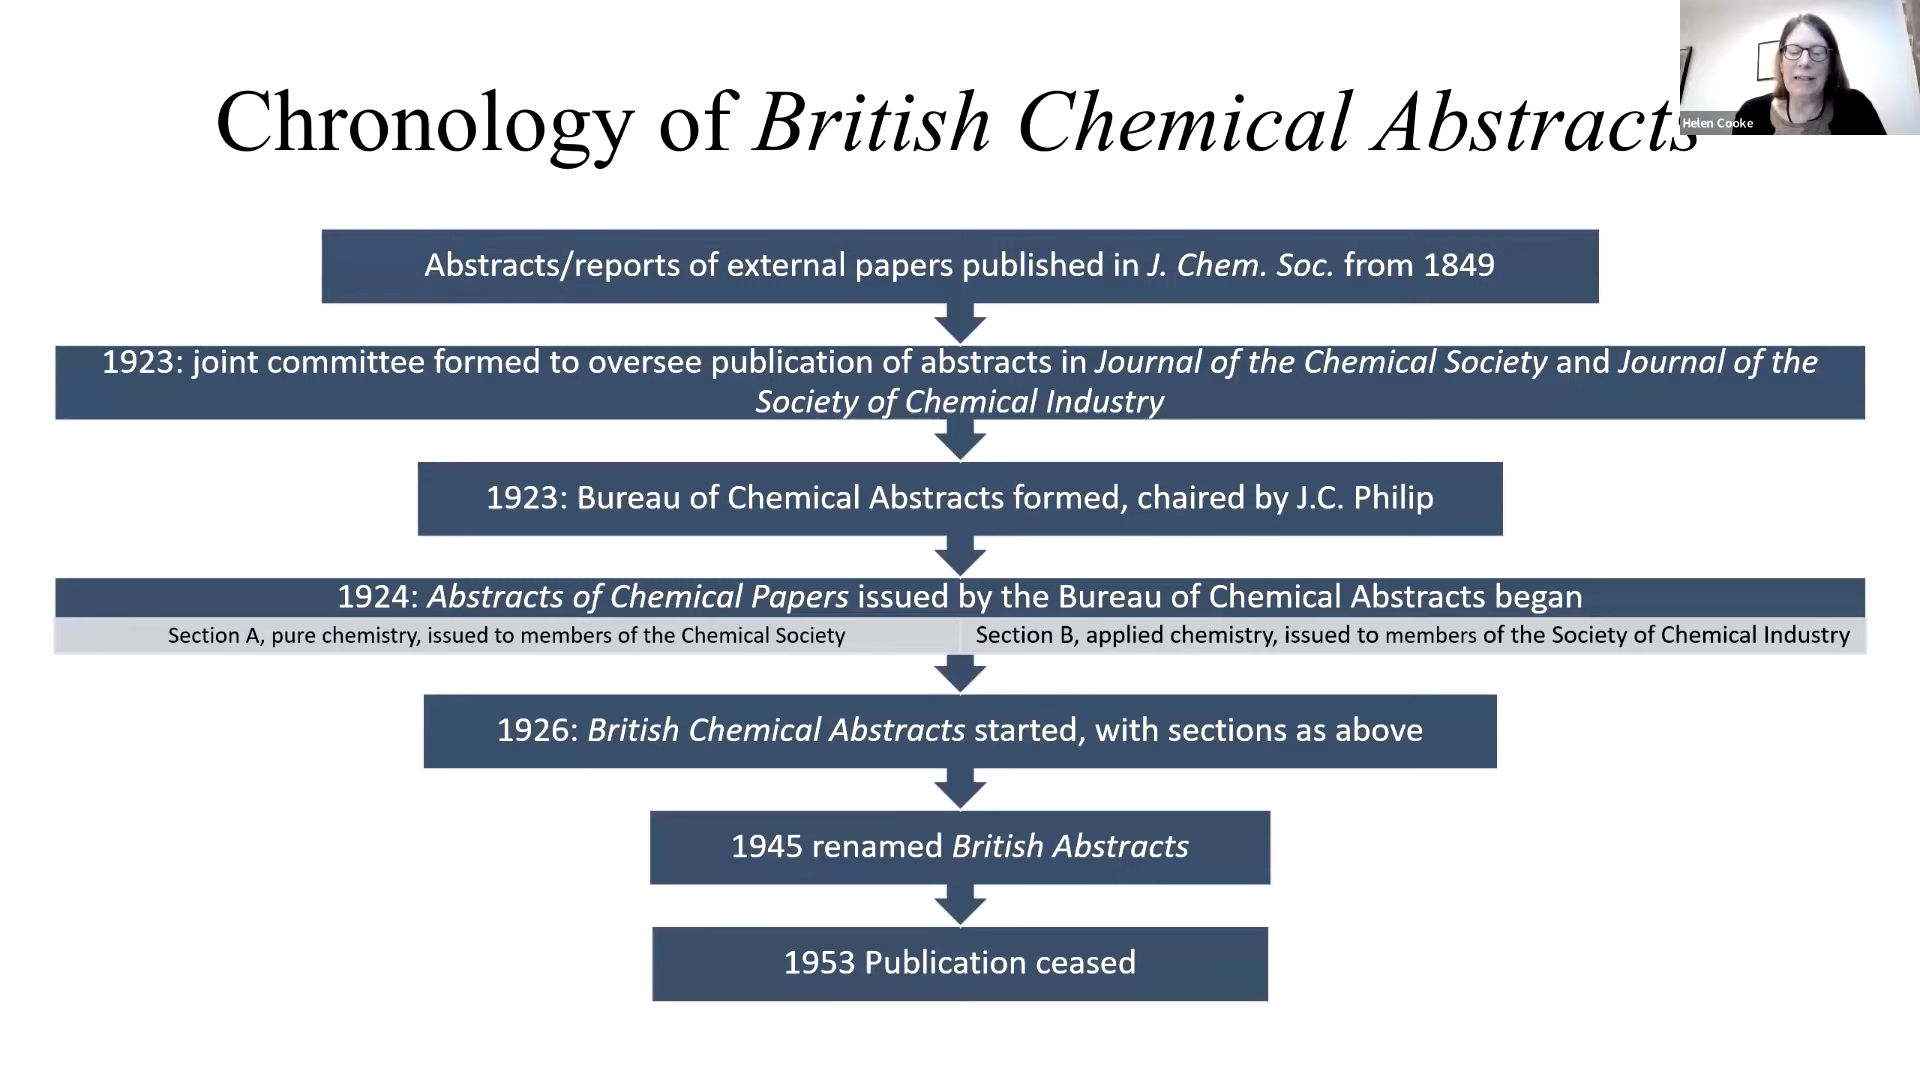 Chronology of British Chemical Abstracts
Helen Cooke
Abstracts/reports of external papers published in J. Chem. Soc. from 1849
1923: joint committee formed to oversee publication of abstracts in Journal of the Chemical Society and Journal of the
Society of Chemical Industry
1923: Bureau of Chemical Abstracts formed, chaired by J.C. Philip
1924: Abstracts of Chemical Papers issued by the Bureau of Chemical Abstracts began
Section A, pure chemistry, issued to members of the Chemical Society
Section B, applied chemistry, issued to members of the Society of Chemical Industry
1926: British Chemical Abstracts started, with sections as above
1945 renamed British Abstracts
1953 Publication ceased